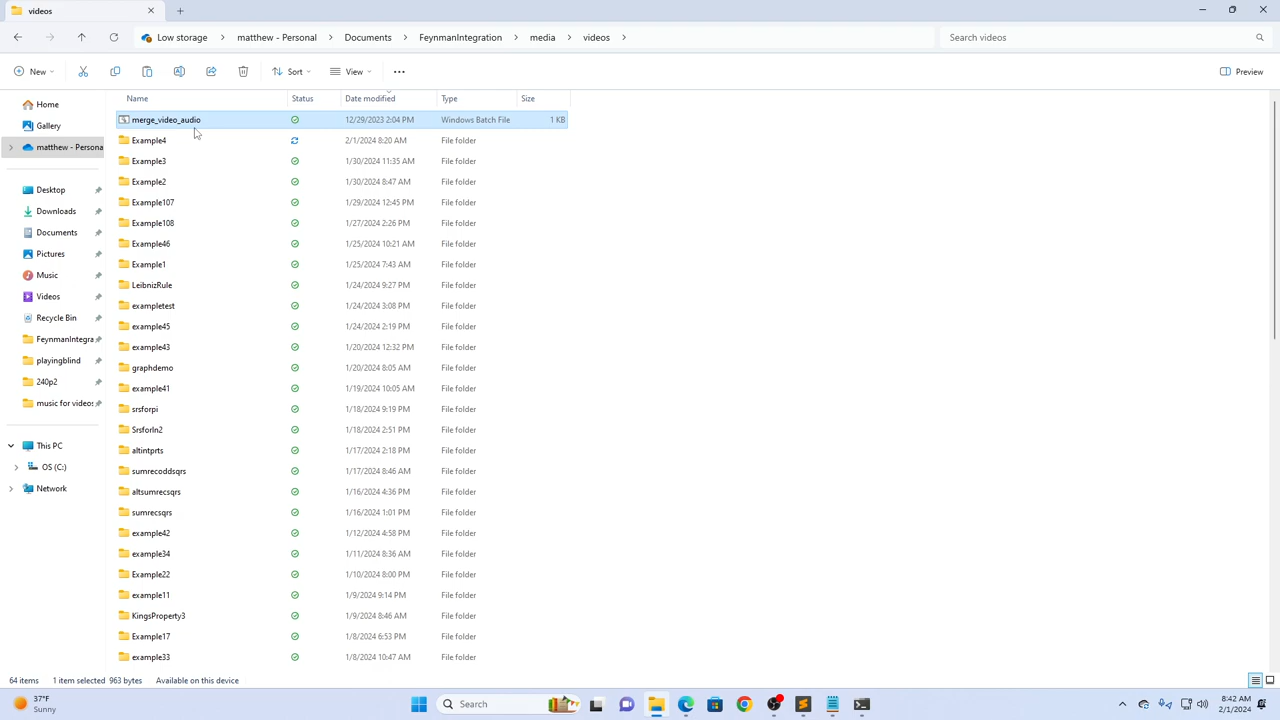 videos
Low storage
matthew - Personal
Documents
FeynmanIntegration
media
videos
Search videos
New
Sort
View
Preview
Name Status Date modified Type Size
merge_video_audio 12/29/2023 2:04 PM Windows Batch File 1 KB
Example4 2/1/2024 8:20 AM File folder
Example3 1/30/2024 11:35 AM File folder
Example2 1/30/2024 8:47 AM File folder
Example107 1/29/2024 12:45 PM File folder
Example108 1/27/2024 2:26 PM File folder
Example46 1/25/2024 10:21 AM File folder
Example1 1/25/2024 7:43 AM File folder
LeibnizRule 1/24/2024 9:27 PM File folder
exampletest 1/24/2024 3:08 PM File folder
example45 1/24/2024 2:19 PM File folder
example43 1/20/2024 12:32 PM File folder
graphdemo 1/20/2024 8:05 AM File folder
example41 1/19/2024 10:05 AM File folder
srsforpi 1/18/2024 9:19 PM File folder
Srsforln2 1/18/2024 2:51 PM File folder
altintprts 1/17/2024 2:18 PM File folder
sumrecoddsqrs 1/17/2024 8:46 AM File folder
altsumrecsqrs 1/16/2024 4:36 PM File folder
sumrecsqrs 1/16/2024 1:01 PM File folder
example42 1/12/2024 4:58 PM File folder
example34 1/11/2024 8:36 AM File folder
Example22 1/10/2024 8:00 PM File folder
example11 1/9/2024 9:14 PM File folder
KingsProperty3 1/9/2024 8:46 AM File folder
Example17 1/8/2024 6:53 PM File folder
example33 1/8/2024 10:47 AM File folder
Home
Gallery
matthew - Persona
Desktop
Downloads
Documents
Pictures
Music
Videos
Recycle Bin
FeynmanIntegra
playingblind
240p2
music for videos
This PC
OS (C:)
Network
64 items 1 item selected 963 bytes Available on this device
37°F
Sunny
Search
8:42 AM
2/1/2024